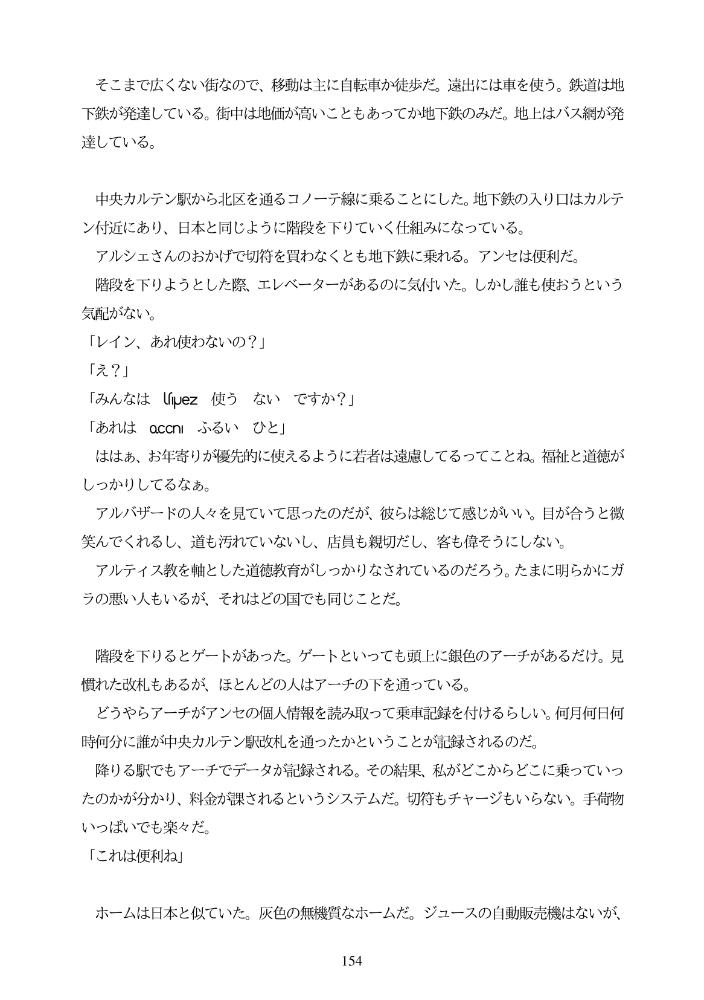 そこまで広くない街なので、移動は主に自転車か徒歩だ。遠出には車を使う。鉄道は地
下鉄が発達している。街中は地価が高いこともあってか地下鉄のみだ。地上はバス網が発
達している。
中央カルテン駅から北区を通るコノーテ線に乗ることにした。地下鉄の入り口はカルテ
ン付近にあり、日本と同じように階段を下りていく仕組みになっている。
アルシェさんのおかげで切符を買わなくとも地下鉄に乗れる。アンセは便利だ。
階段を下りようとした際、エレベーターがあるのに気付いた。しかし誰も使おうという
気配がない。
「レイン、あれ使わないの？」
「え？」
「みんなは 使う ない ですか？」
「あれは ふるい ひと」
ははぁ、お年寄りが優先的に使えるように若者は遠慮してるってことね。福祉と道徳が
しっかりしてるなぁ。
アルバザードの人々を見ていて思ったのだが、彼らは総じて感じがいい。目が合うと微
笑んでくれるし、道も汚れていないし、店員も親切だし、客も偉そうにしない。
アルティス教を軸とした道徳教育がしっかりなされているのだろう。たまに明らかにガ
ラの悪い人もいるが、それはどの国でも同じことだ。
階段を下りるとゲートがあった。ゲートといっても頭上に銀色のアーチがあるだけ。見
慣れた改札もあるが、ほとんどの人はアーチの下を通っている。
どうやらアーチがアンセの個人情報を読み取って乗車記録を付けるらしい。何月何日何
時何分に誰が中央カルテン駅改札を通ったかということが記録されるのだ。
降りる駅でもアーチでデータが記録される。その結果、私がどこからどこに乗っていっ
たのかが分かり、料金が課されるというシステムだ。切符もチャージもいらない。手荷物
いっぱいでも楽々だ。
「これは便利ね」
ホームは日本と似ていた。灰色の無機質なホームだ。ジュースの自動販売機はないが、
154